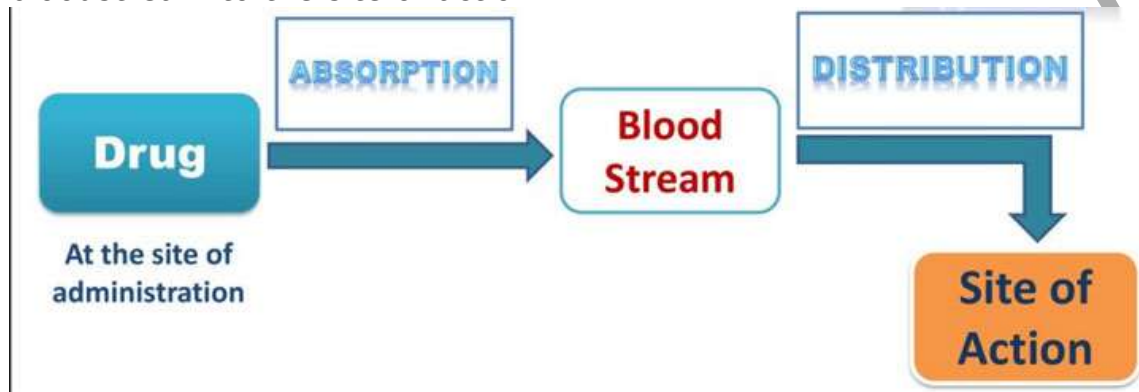 ABSORPTION
DISTRIBUTION
Drug
Blood
Stream
At the site of
administration
Site of
Action